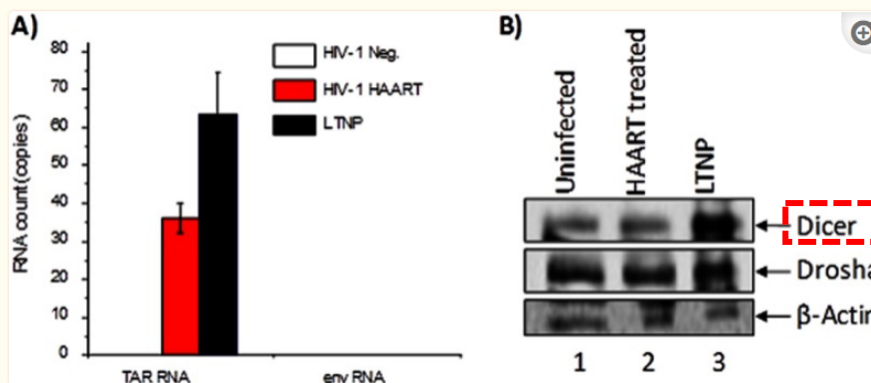 A)
80
70
60
50
40
30
20
10
0
RNA count(copies)
HIV-1 Neg.
HIV-1 HAART
LTNP
TAR RNA
env RNA
B)
Uninfected
HAART treated
LTNP
Dicer
Drosha
β-Actin
1 2 3